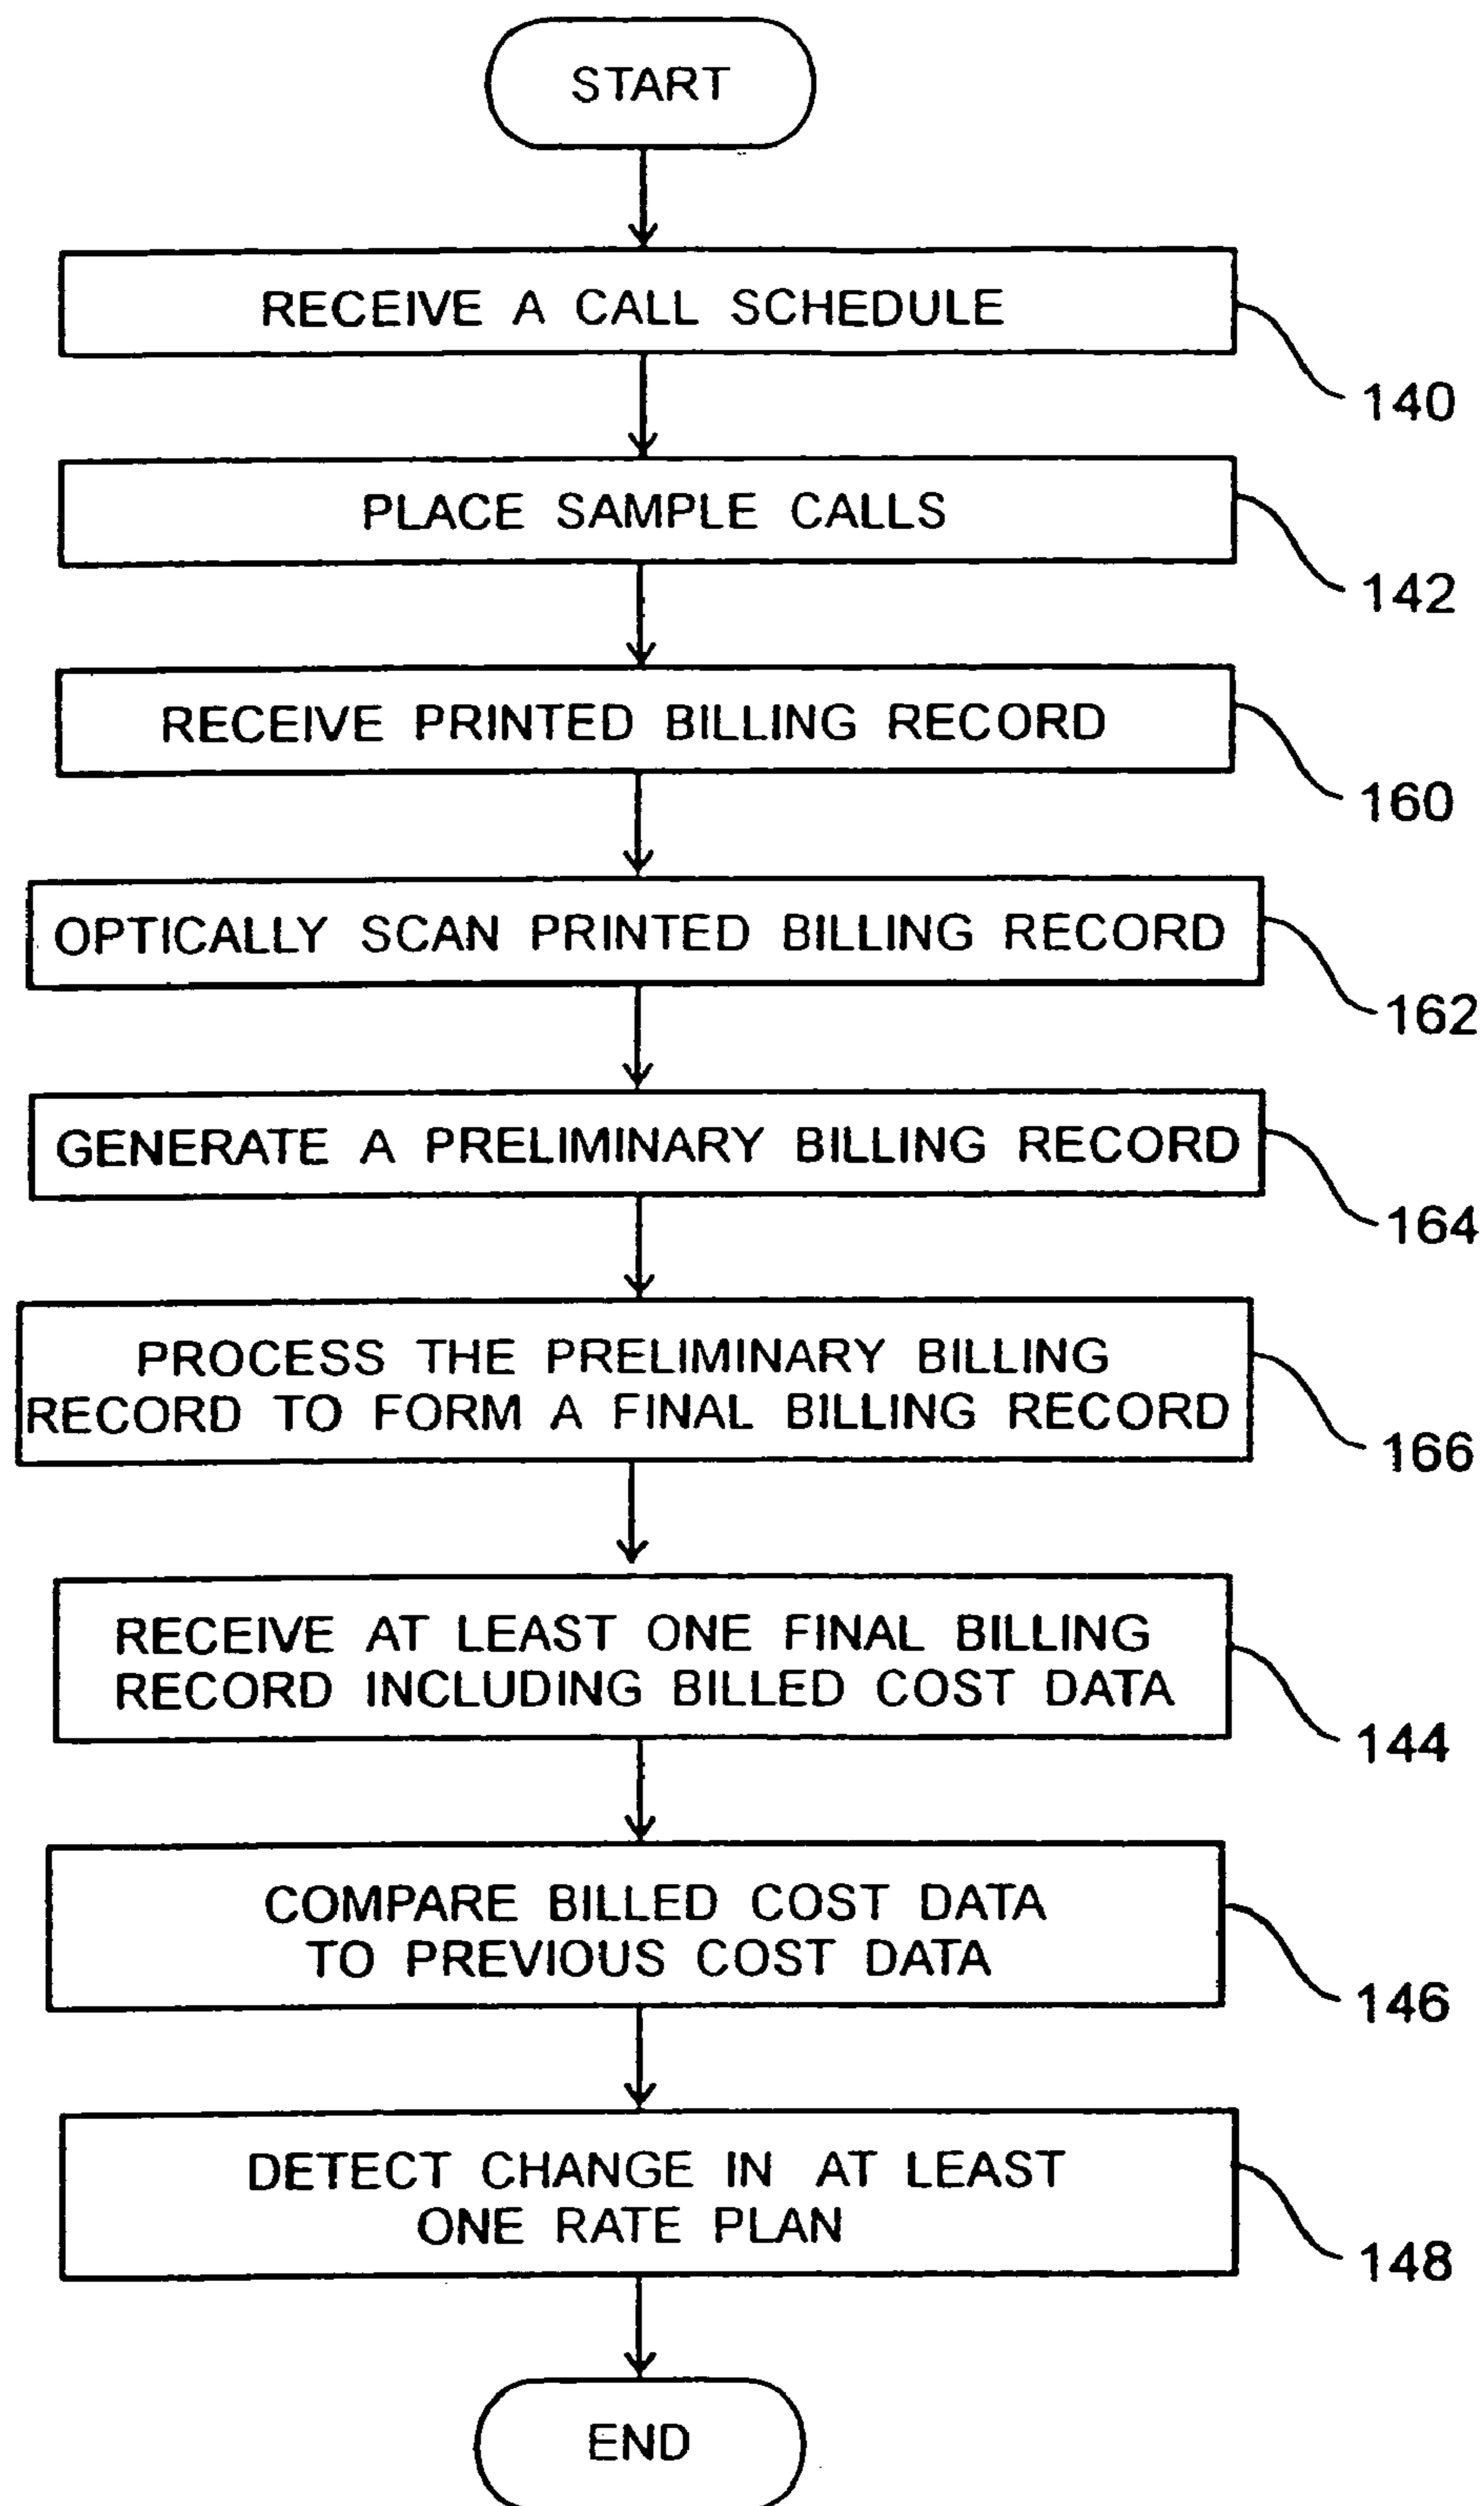 START
RECEIVE A CALL SCHEDULE
140
PLACE SAMPLE CALLS
142
RECEIVE PRINTED BILLING RECORD
160
OPTICALLY SCAN PRINTED BILLING RECORD
162
GENERATE A PRELIMINARY BILLING RECORD
164
PROCESS THE PRELIMINARY BILLING
RECORD TO FORM A FINAL BILLING RECORD
166
RECEIVE AT LEAST ONE FINAL BILLING
RECORD INCLUDING BILLED COST DATA
144
COMPARE BILLED COST DATA
TO PREVIOUS COST DATA
146
DETECT CHANGE IN AT LEAST
ONE RATE PLAN
148
END